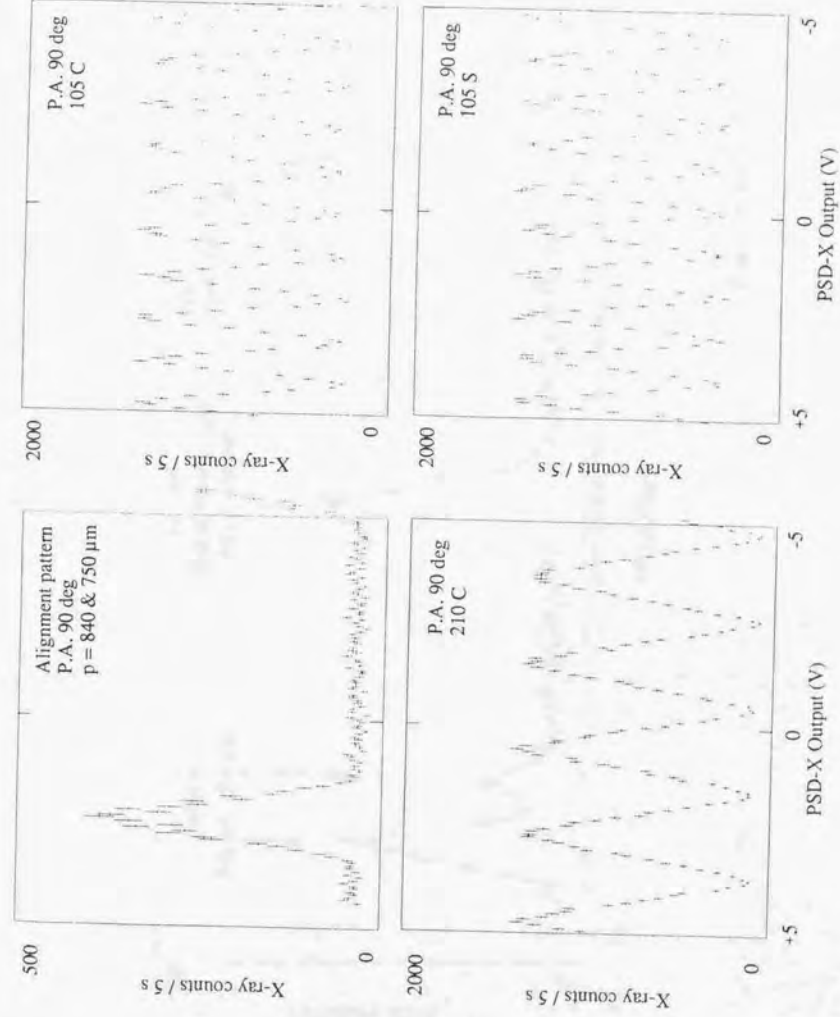 500
0
X-ray counts / 5 s
Alignment pattern
P.A. 90 deg
p = 840 & 750 µm
2000
0
X-ray counts / 5 s
P.A. 90 deg
105 C
2000
0
X-ray counts / 5 s
P.A. 90 deg
210 C
+5
0
-5
PSD-X Output (V)
2000
0
X-ray counts / 5 s
P.A. 90 deg
105 S
+5
0
-5
PSD-X Output (V)